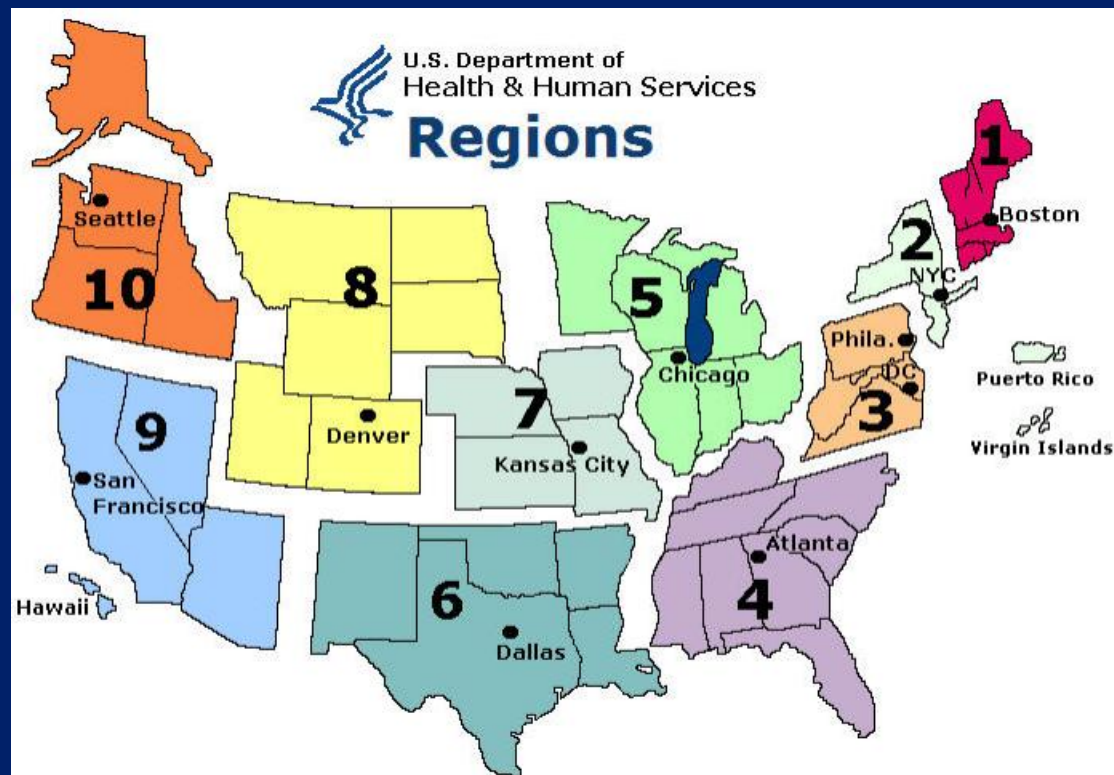 U.S. Department of
Health & Human Services
Regions
1
Boston
Seattle
10
8
5
2
NYC
Phila.
DC
3
Puerto Rico
Virgin Islands
Chicago
Denver
7
Kansas City
9
San
Francisco
Hawaii
6
Dallas
Atlanta
4